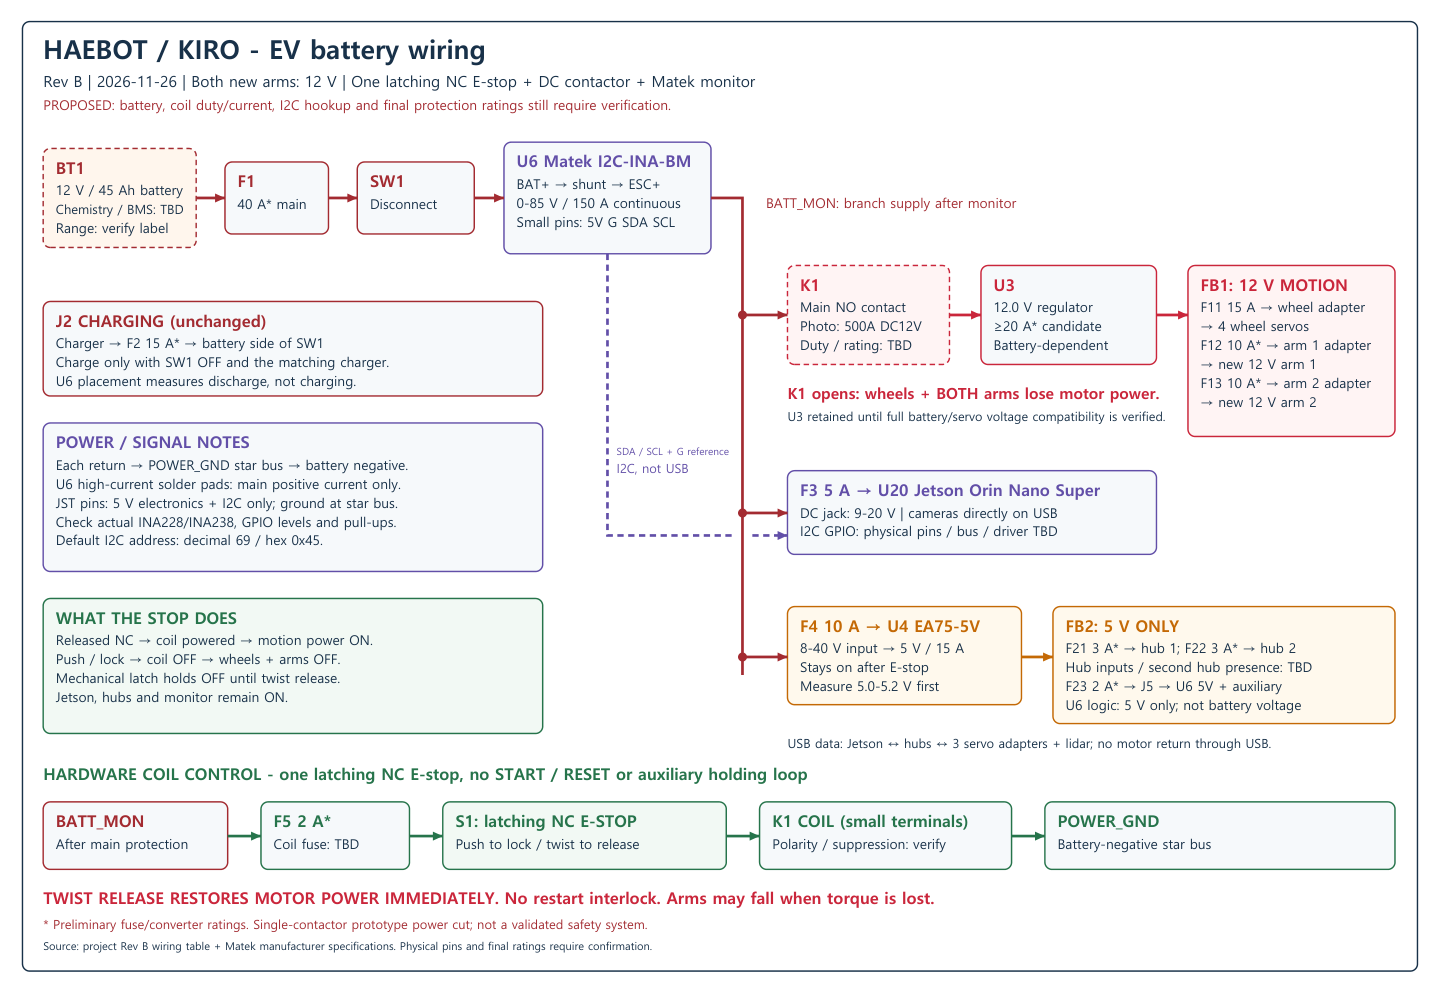 HAEBOT / KIRO - EV battery wiring
Rev B | 2026-11-26 | Both new arms: 12 V | One latching NC E-stop + DC contactor + Matek monitor
PROPOSED: battery, coil duty/current, I2C hookup and final protection ratings still require verification.
BT1
12 V / 45 Ah battery
Chemistry / BMS: TBD
Range: verify label
F1
40 A* main
SW1
Disconnect
U6 Matek I2C-INA-BM
BAT+ → shunt → ESC+
0-85 V / 150 A continuous
Small pins: 5V G SDA SCL
BATT_MON: branch supply after monitor
K1
Main NO contact
Photo: 500A DC12V
Duty / rating: TBD
U3
12.0 V regulator
≥20 A* candidate
Battery-dependent
FB1: 12 V MOTION
F11 15 A → wheel adapter
→ 4 wheel servos
F12 10 A* → arm 1 adapter
→ new 12 V arm 1
F13 10 A* → arm 2 adapter
→ new 12 V arm 2
K1 opens: wheels + BOTH arms lose motor power.
U3 retained until full battery/servo voltage compatibility is verified.
J2 CHARGING (unchanged)
Charger → F2 15 A* → battery side of SW1
Charge only with SW1 OFF and the matching charger.
U6 placement measures discharge, not charging.
POWER / SIGNAL NOTES
Each return → POWER_GND star bus → battery negative.
U6 high-current solder pads: main positive current only.
JST pins: 5 V electronics + I2C only; ground at star bus.
Check actual INA228/INA238, GPIO levels and pull-ups.
Default I2C address: decimal 69 / hex 0x45.
SDA / SCL + G reference
I2C, not USB
F3 5 A → U20 Jetson Orin Nano Super
DC jack: 9-20 V | cameras directly on USB
I2C GPIO: physical pins / bus / driver TBD
WHAT THE STOP DOES
Released NC → coil powered → motion power ON.
Push / lock → coil OFF → wheels + arms OFF.
Mechanical latch holds OFF until twist release.
Jetson, hubs and monitor remain ON.
F4 10 A → U4 EA75-5V
8-40 V input → 5 V / 15 A
Stays on after E-stop
Measure 5.0-5.2 V first
FB2: 5 V ONLY
F21 3 A* → hub 1; F22 3 A* → hub 2
Hub inputs / second hub presence: TBD
F23 2 A* → J5 → U6 5V + auxiliary
U6 logic: 5 V only; not battery voltage
USB data: Jetson ↔ hubs ↔ 3 servo adapters + lidar; no motor return through USB.
HARDWARE COIL CONTROL - one latching NC E-stop, no START / RESET or auxiliary holding loop
BATT_MON
After main protection
F5 2 A*
Coil fuse: TBD
S1: latching NC E-STOP
Push to lock / twist to release
K1 COIL (small terminals)
Polarity / suppression: verify
POWER_GND
Battery-negative star bus
TWIST RELEASE RESTORES MOTOR POWER IMMEDIATELY. No restart interlock. Arms may fall when torque is lost.
* Preliminary fuse/converter ratings. Single-contactor prototype power cut; not a validated safety system.
Source: project Rev B wiring table + Matek manufacturer specifications. Physical pins and final ratings require confirmation.